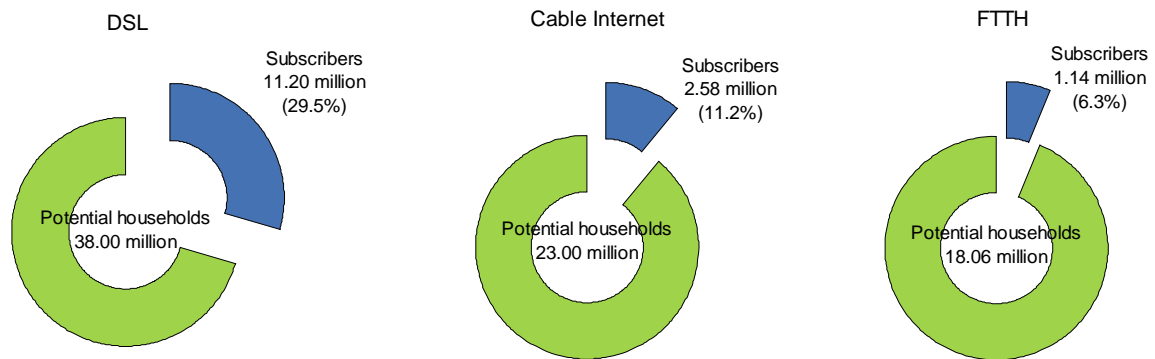 DSL
Subscribers
11.20 million
(29.5%)
Potential households
38.00 million
Cable Internet
Subscribers
2.58 million
(11.2%)
Potential households
23.00 million
FTTH
Subscribers
1.14 million
(6.3%)
Potential households
18.06 million